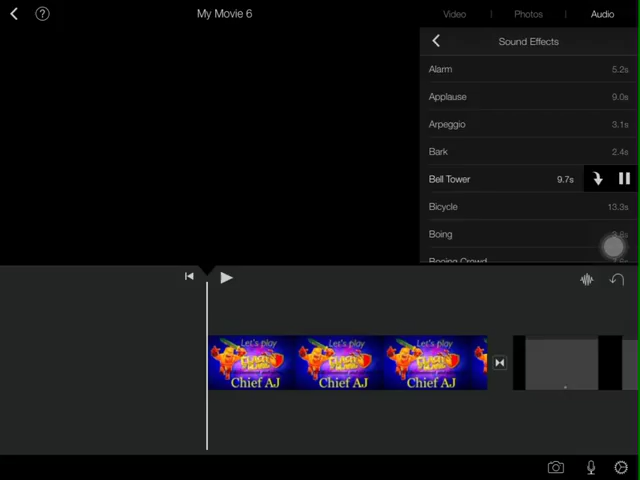 My Movie 6
Video
Photos
Audio
Sound Effects
Alarm 5.2s
Applause 9.0s
Arpeggio 3.1s
Bark 2.4s
Bell Tower 9.7s
Bicycle 13.3s
Boing
Booing Crowd
Let's play Let's play Let's play
Chief AJ Chief AJ Chief AJ